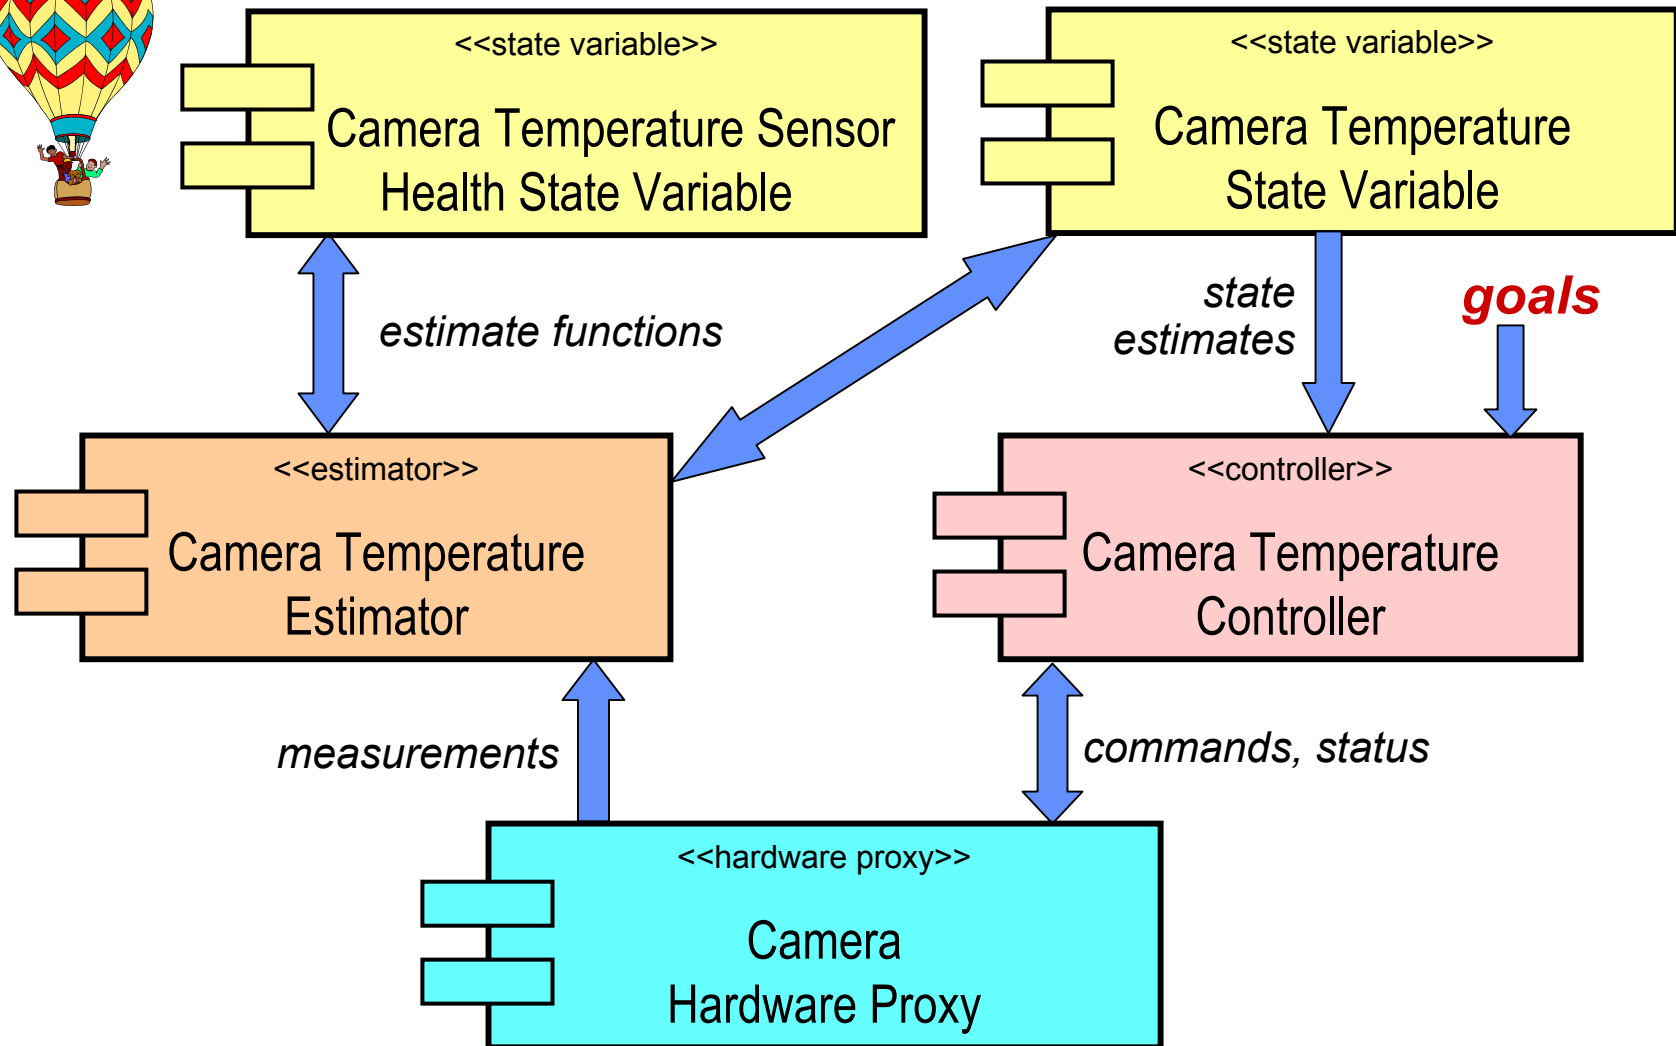 <<state variable>>
Camera Temperature Sensor
Health State Variable
<<state variable>>
Camera Temperature
State Variable
estimate functions
state
estimates
goals
<<estimator>>
Camera Temperature
Estimator
<<controller>>
Camera Temperature
Controller
measurements
commands, status
<<hardware proxy>>
Camera
Hardware Proxy